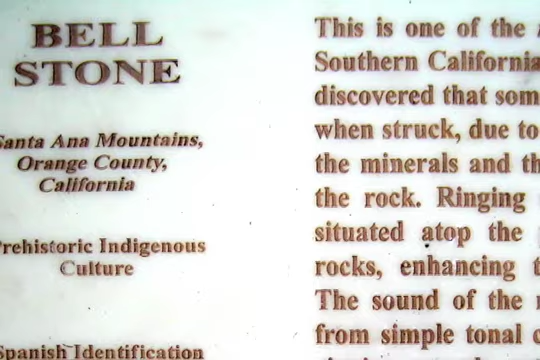 BELL
STONE
Santa Ana Mountains,
Orange County,
California
Prehistoric Indigenous
Culture
Spanish Identification
This is one of the
Southern California
discovered that som
when struck, due to
the minerals and th
the rock. Ringing
situated atop the
rocks, enhancing
The sound of the
from simple tonal